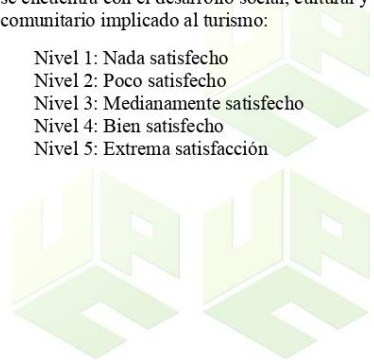 se encuentra con el desarrollo social, cultural y
comunitario implicado al turismo:
Nivel 1: Nada satisfecho
Nivel 2: Poco satisfecho
Nivel 3: Medianamente satisfecho
Nivel 4: Bien satisfecho
Nivel 5: Extrema satisfacción